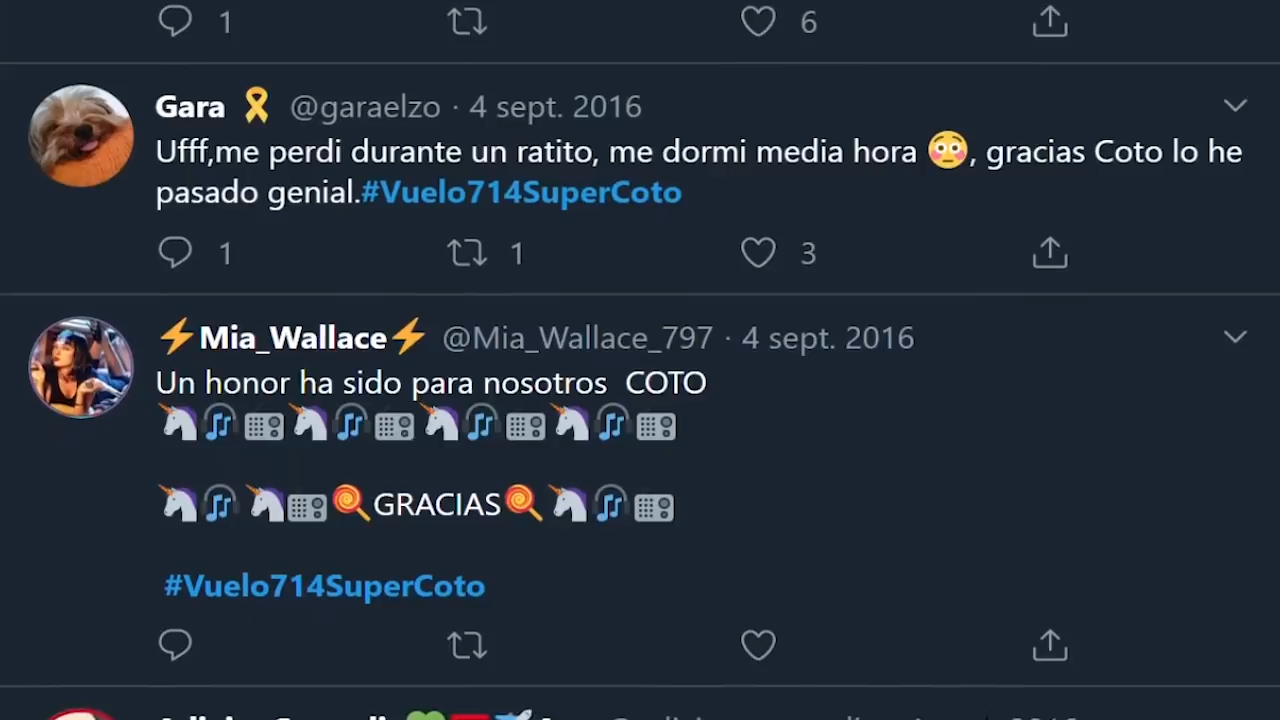 1 6
Gara 🎗 @garaelzo · 4 sept. 2016
Ufff,me perdi durante un ratito, me dormi media hora 😳, gracias Coto lo he
pasado genial.#Vuelo714SuperCoto
1 1 3
⚡Mia_Wallace⚡ @Mia_Wallace_797 · 4 sept. 2016
Un honor ha sido para nosotros  COTO
🦄🎧📻🦄🎧📻🦄🎧📻🦄🎧📻
🦄🎧🦄📻🍭GRACIAS🍭🦄🎧📻
#Vuelo714SuperCoto